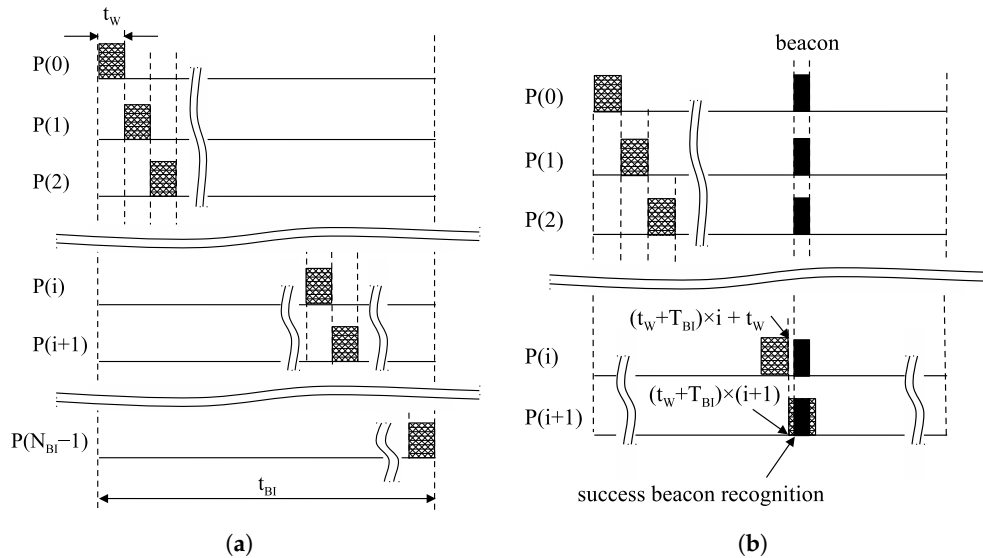 t_W
P(0)
P(1)
P(2)
P(i)
P(i+1)
P(N_BI−1)
t_BI
(a)
beacon
P(0)
P(1)
P(2)
(t_W+T_BI)×i + t_W
P(i)
(t_W+T_BI)×(i+1)
P(i+1)
success beacon recognition
(b)